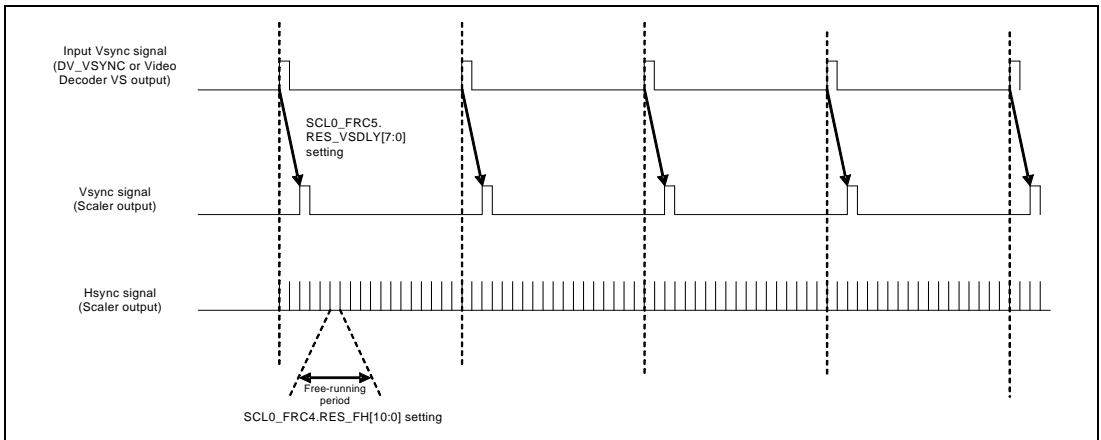 Input Vsync signal
(DV_VSYNC or Video
Decoder VS output)
SCL0_FRC5.
RES_VSDLY[7:0]
setting
Vsync signal
(Scaler output)
Hsync signal
(Scaler output)
Free-running
period
SCL0_FRC4.RES_FH[10:0] setting